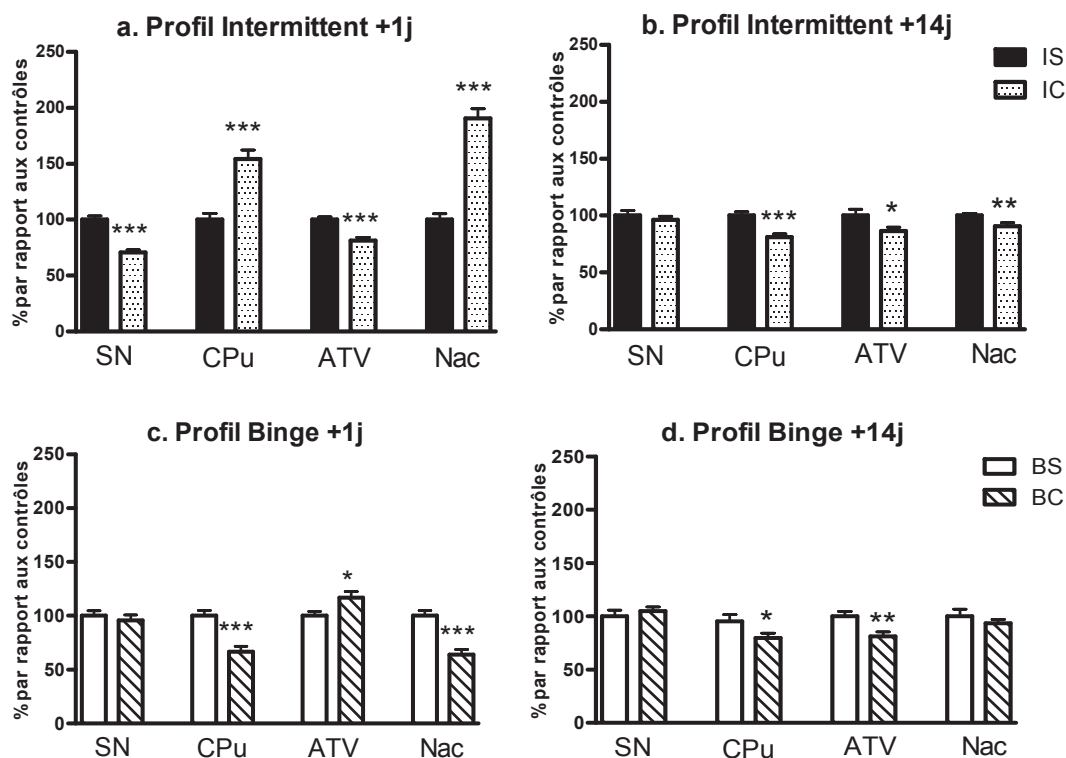 a. Profil Intermittent +1j
% par rapport aux contrôles
250
200
150
100
50
0
***
***
***
***
SN
CPu
ATV
Nac
b. Profil Intermittent +14j
% par rapport aux contrôles
250
200
150
100
50
0
***
*
**
SN
CPu
ATV
Nac
IS
IC
c. Profil Binge +1j
% par rapport aux contrôles
250
200
150
100
50
0
***
*
***
SN
CPu
ATV
Nac
d. Profil Binge +14j
% par rapport aux contrôles
250
200
150
100
50
0
*
**
SN
CPu
ATV
Nac
BS
BC